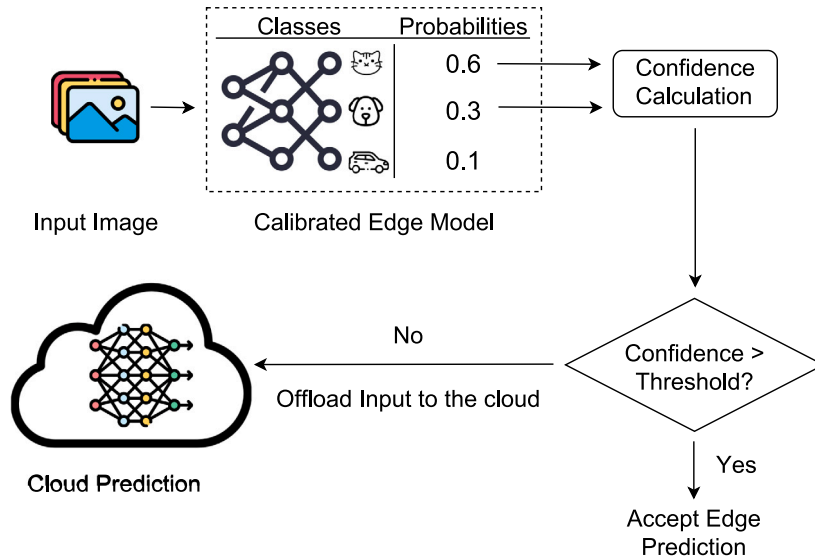 Classes Probabilities
0.6
0.3
0.1
Confidence
Calculation
Input Image
Calibrated Edge Model
No
Offload Input to the cloud
Confidence >
Threshold?
Cloud Prediction
Yes
Accept Edge
Prediction